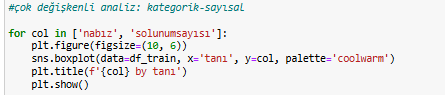 #çok değişkenli analiz: kategorik-sayısal
for col in ['nabız', 'solunumsayısı']:
    plt.figure(figsize=(10, 6))
    sns.boxplot(data=df_train, x='tanı', y=col, palette='coolwarm')
    plt.title(f'{col} by tanı')
    plt.show()